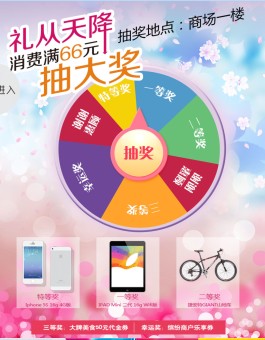 礼从天降
消费满66元
抽大奖
抽奖地点：商场一楼
进入
特等奖
一等奖
二等奖
谢谢
惠顾
三等奖
幸运奖
谢谢
惠顾
抽奖
特等奖
一等奖
二等奖
三等奖：大牌美食50元代金券
幸运奖：缤纷商户乐享券